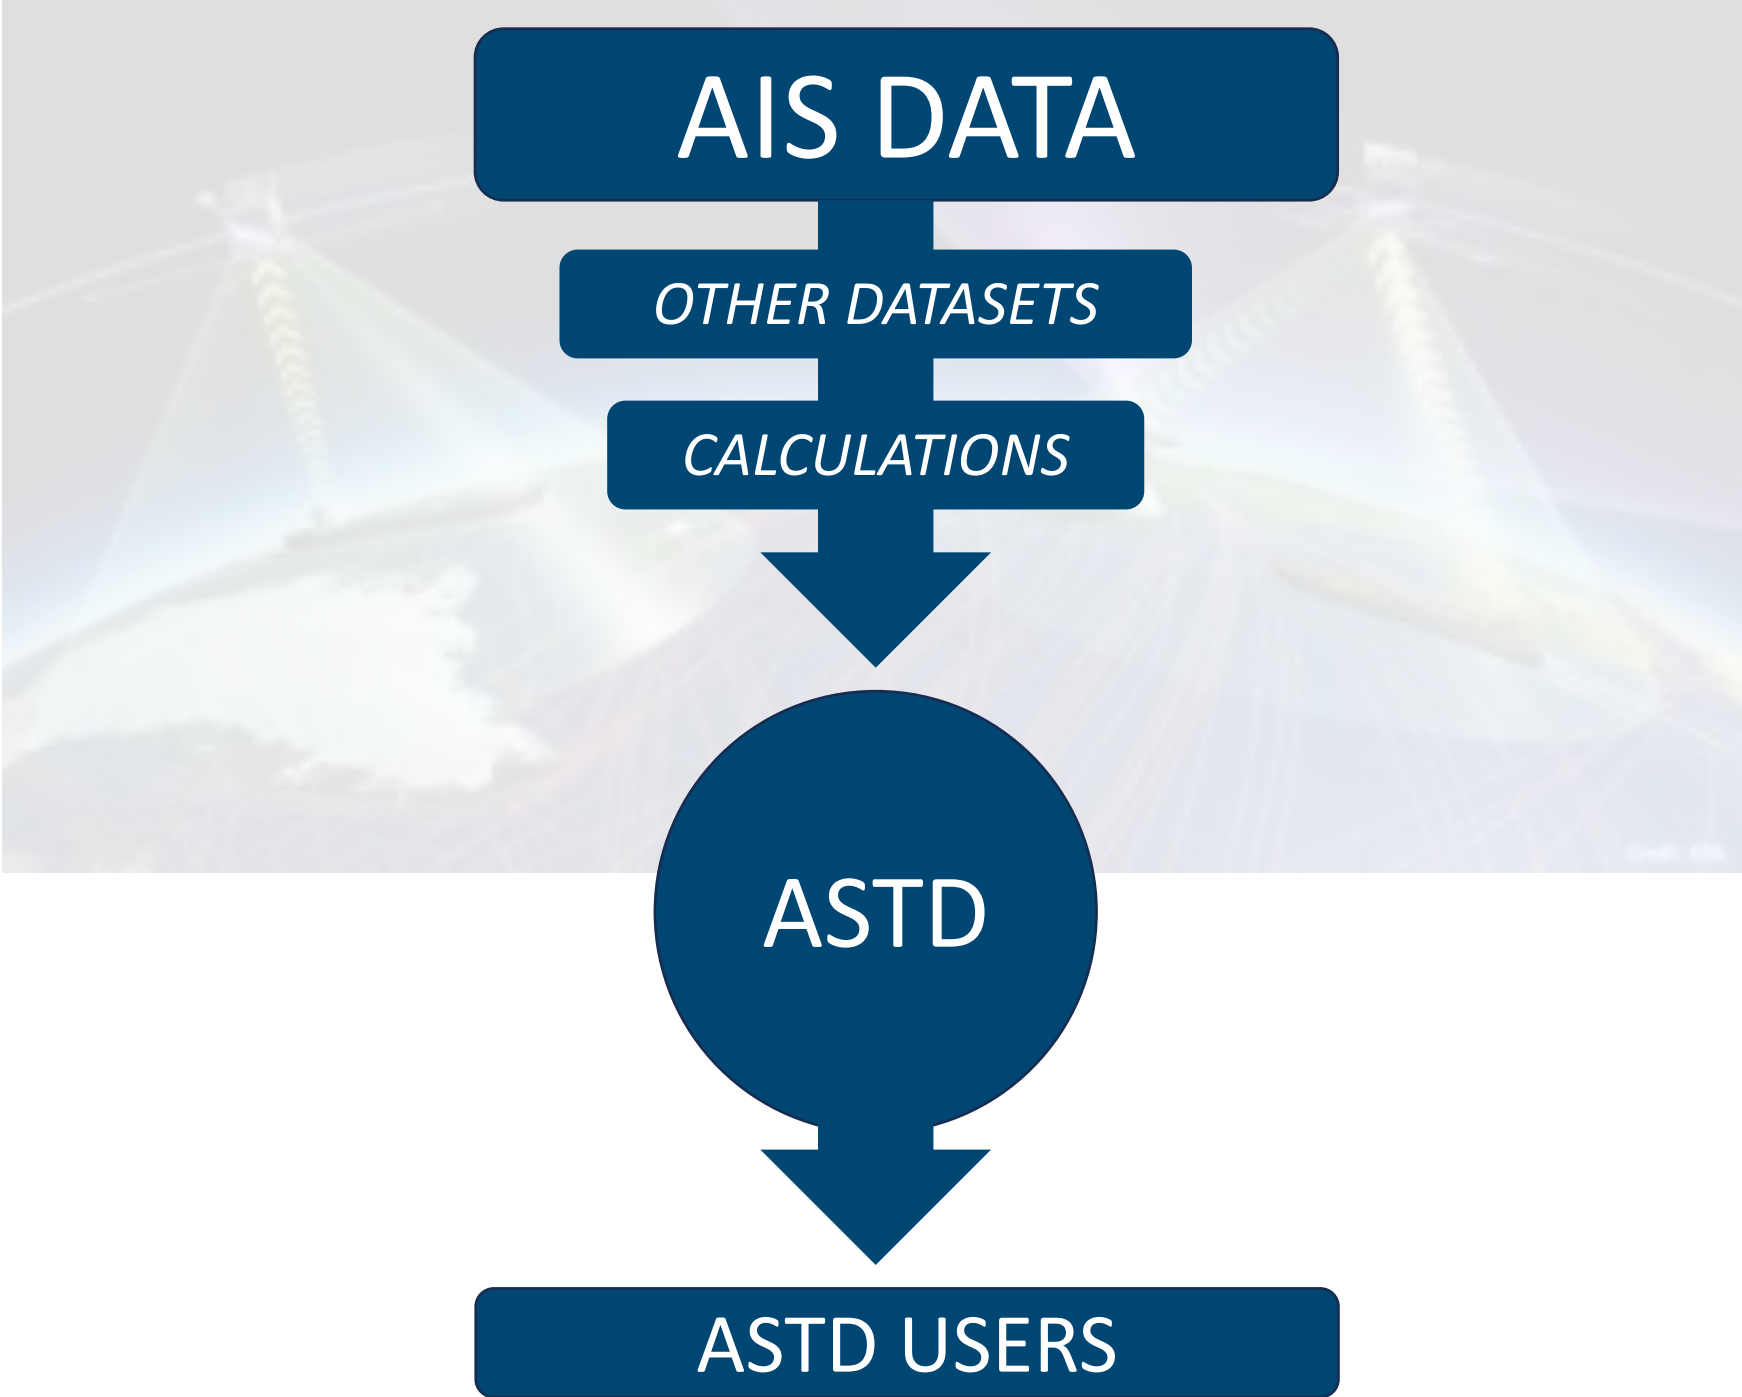 AIS DATA
OTHER DATASETS
CALCULATIONS
ASTD
ASTD USERS